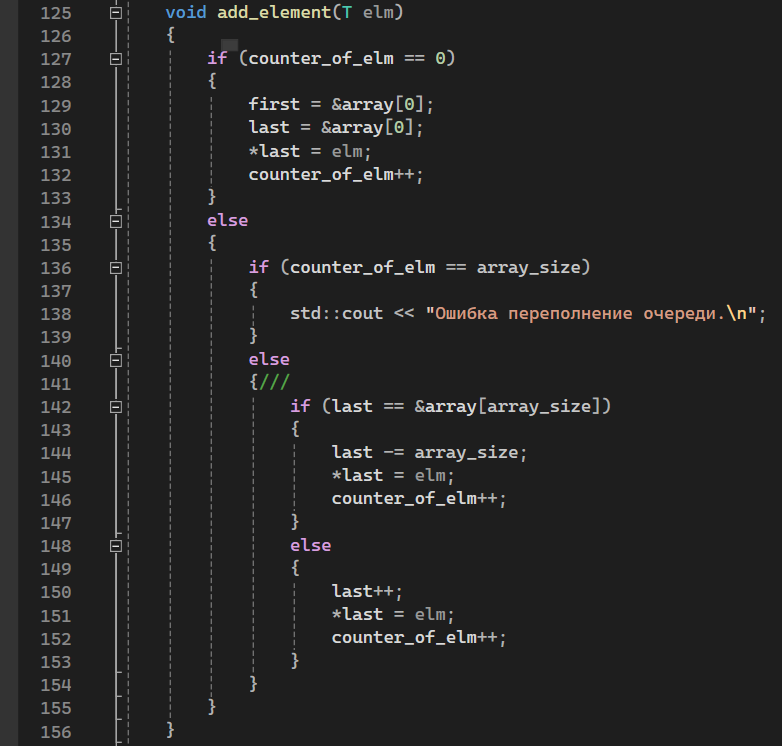 125 void add_element(T elm)
126 {
127 if (counter_of_elm == 0)
128 {
129 first = &array[0];
130 last = &array[0];
131 *last = elm;
132 counter_of_elm++;
133 }
134 else
135 {
136 if (counter_of_elm == array_size)
137 {
138 std::cout << "Ошибка переполнение очереди.\n";
139 }
140 else
141 {///
142 if (last == &array[array_size])
143 {
144 last -= array_size;
145 *last = elm;
146 counter_of_elm++;
147 }
148 else
149 {
150 last++;
151 *last = elm;
152 counter_of_elm++;
153 }
154 }
155 }
156 }